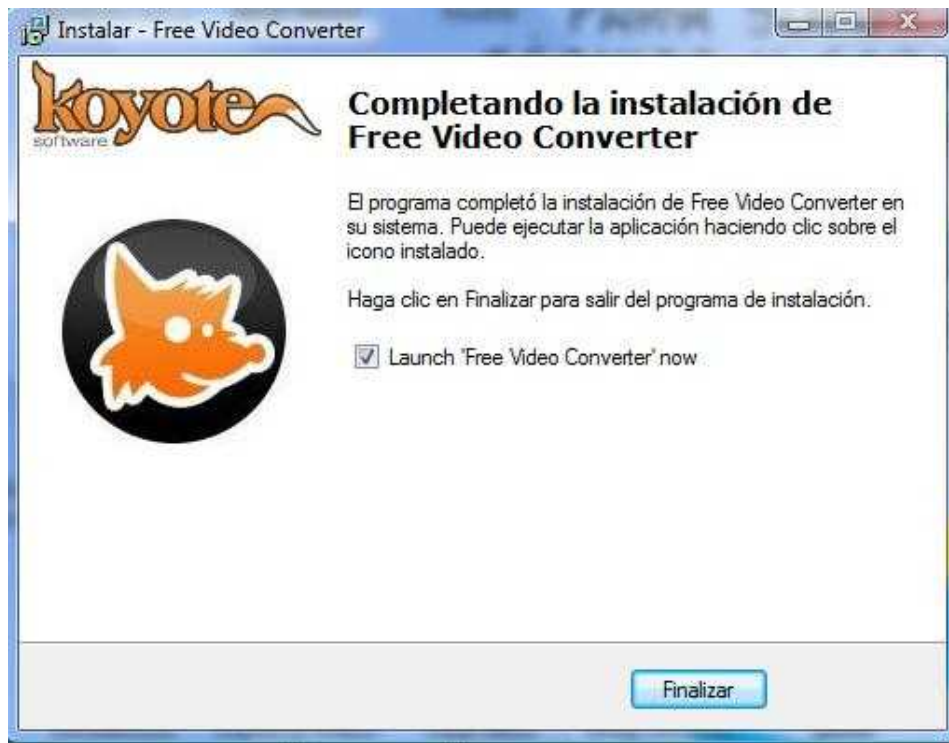 Instalar - Free Video Converter
koyote
software
Completando la instalación de
Free Video Converter
El programa completó la instalación de Free Video Converter en
su sistema. Puede ejecutar la aplicación haciendo clic sobre el
icono instalado.
Haga clic en Finalizar para salir del programa de instalación.
Launch 'Free Video Converter' now
Finalizar